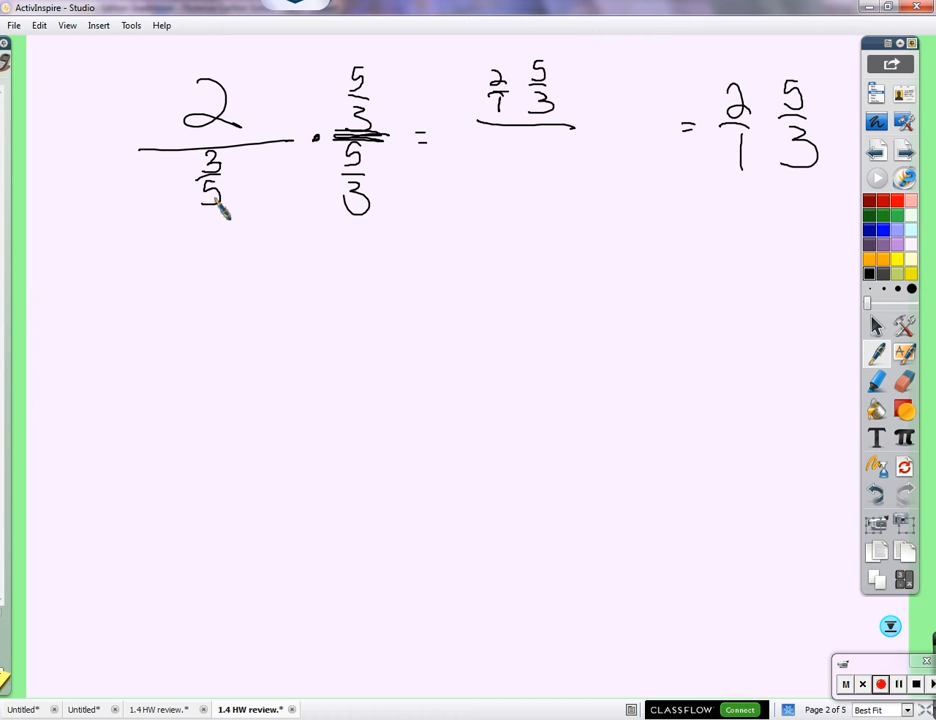 ActivInspire - Studio
File Edit View Insert Tools Help
2 / (3/5) · (5/3) / (5/3) = (2/1 5/3) / = 2/1 5/3
T π
M
Untitled* Untitled* 1.4 HW review.* 1.4 HW review.* CLASSFLOW Connect Page 2 of 5 Best Fit